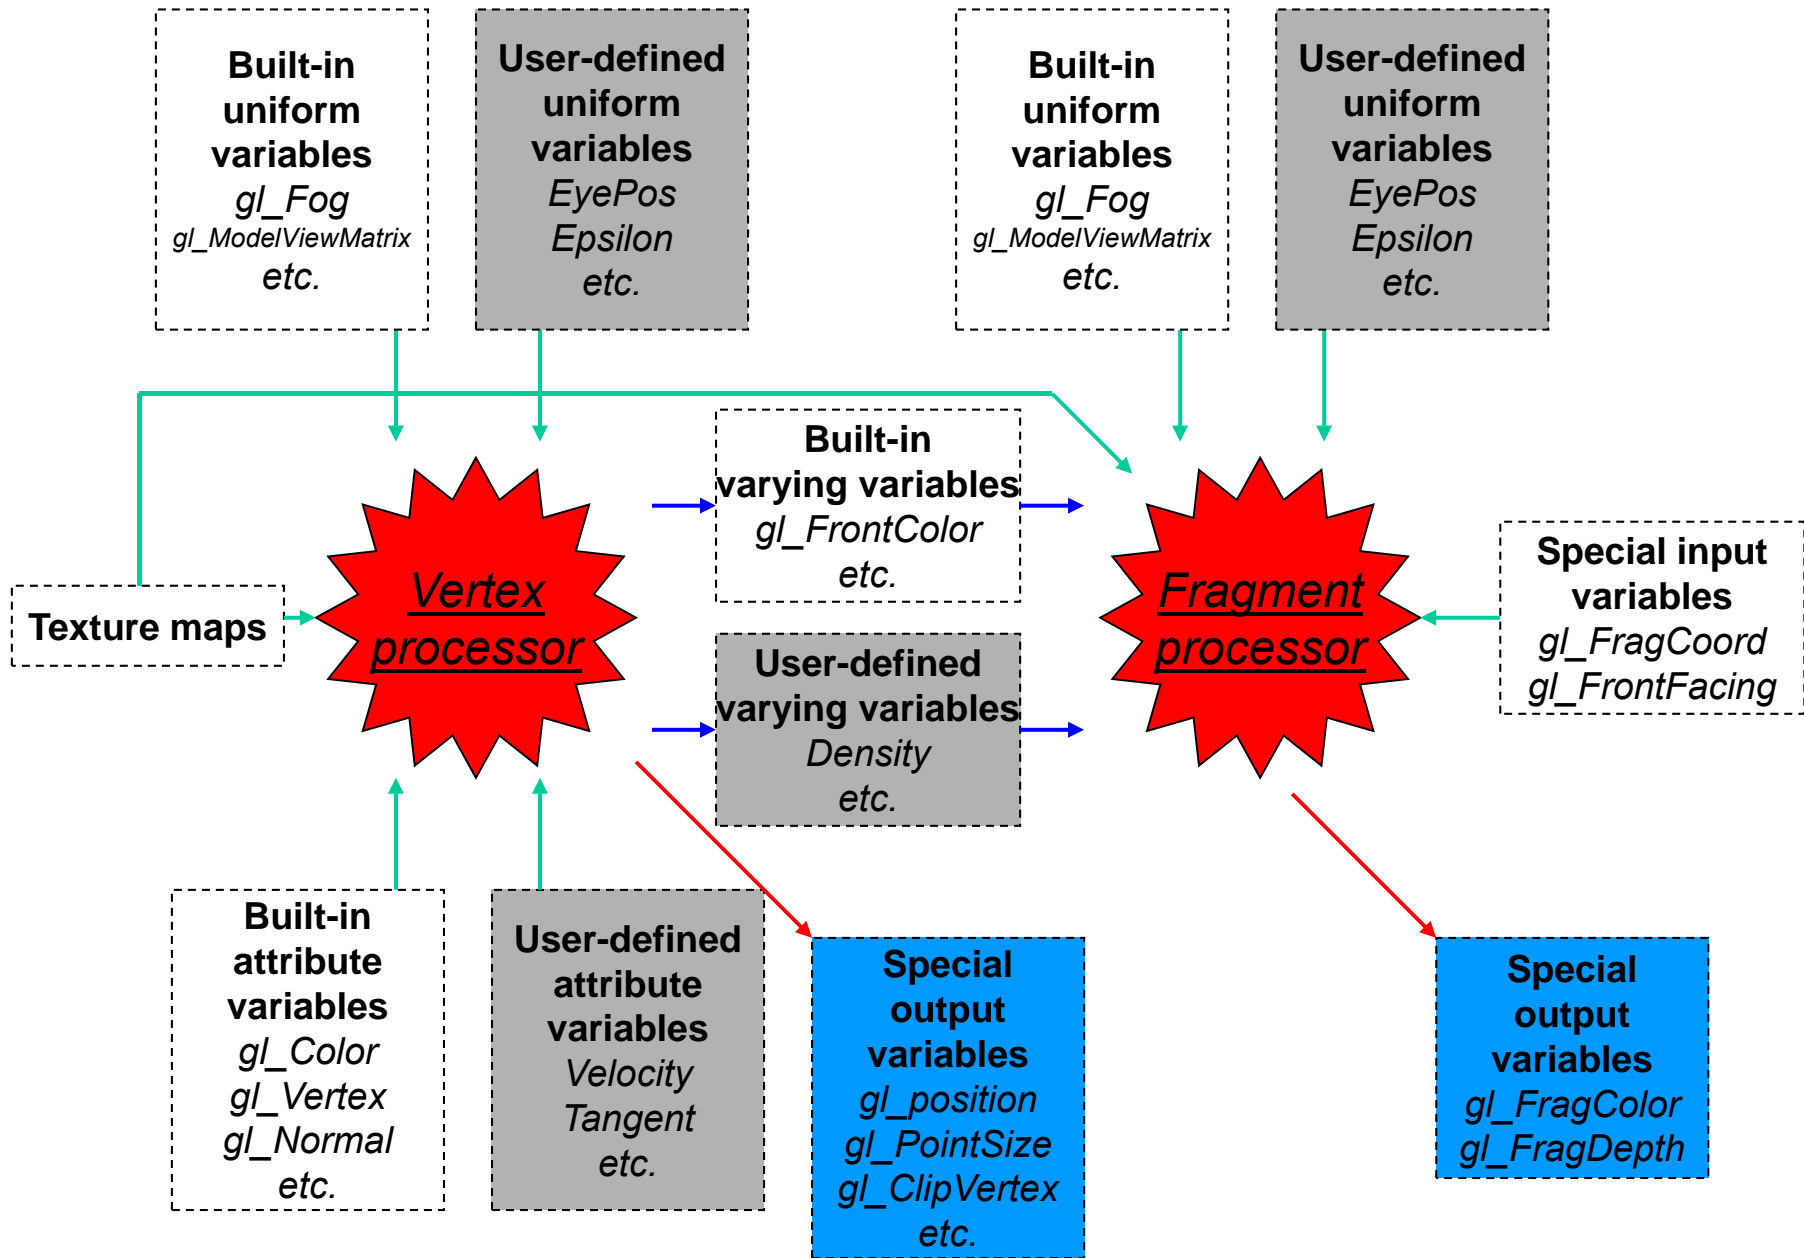 Built-in
uniform
variables
gl_Fog
gl_ModelViewMatrix
etc.
User-defined
uniform
variables
EyePos
Epsilon
etc.
Built-in
uniform
variables
gl_Fog
gl_ModelViewMatrix
etc.
User-defined
uniform
variables
EyePos
Epsilon
etc.
Texture maps
Vertex
processor
Built-in
varying variables
gl_FrontColor
etc.
User-defined
varying variables
Density
etc.
Fragment
processor
Special input
variables
gl_FragCoord
gl_FrontFacing
Built-in
attribute
variables
gl_Color
gl_Vertex
gl_Normal
etc.
User-defined
attribute
variables
Velocity
Tangent
etc.
Special
output
variables
gl_position
gl_PointSize
gl_ClipVertex
etc.
Special
output
variables
gl_FragColor
gl_FragDepth